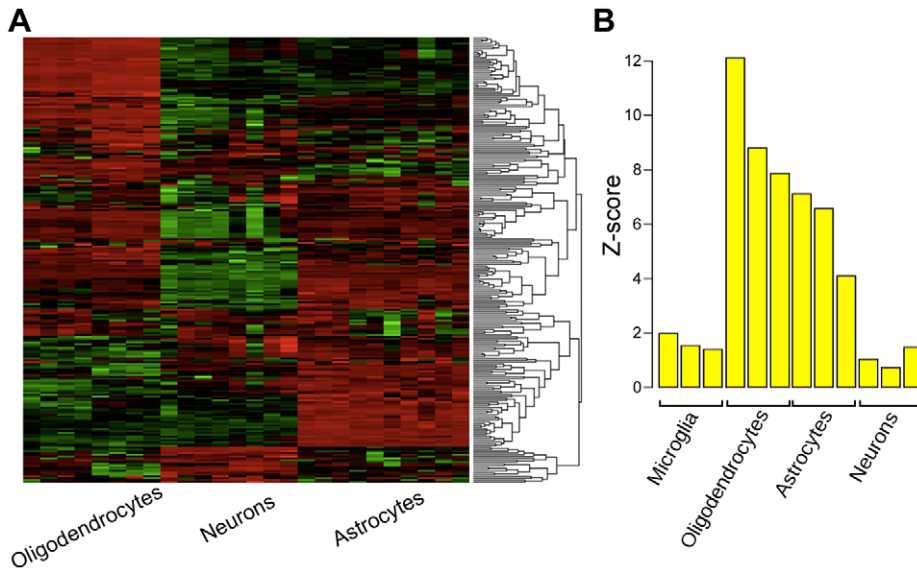 A
Oligodendrocytes
Neurons
Astrocytes
B
Z-score
12
10
8
6
4
2
0
Microglia
Oligodendrocytes
Astrocytes
Neurons